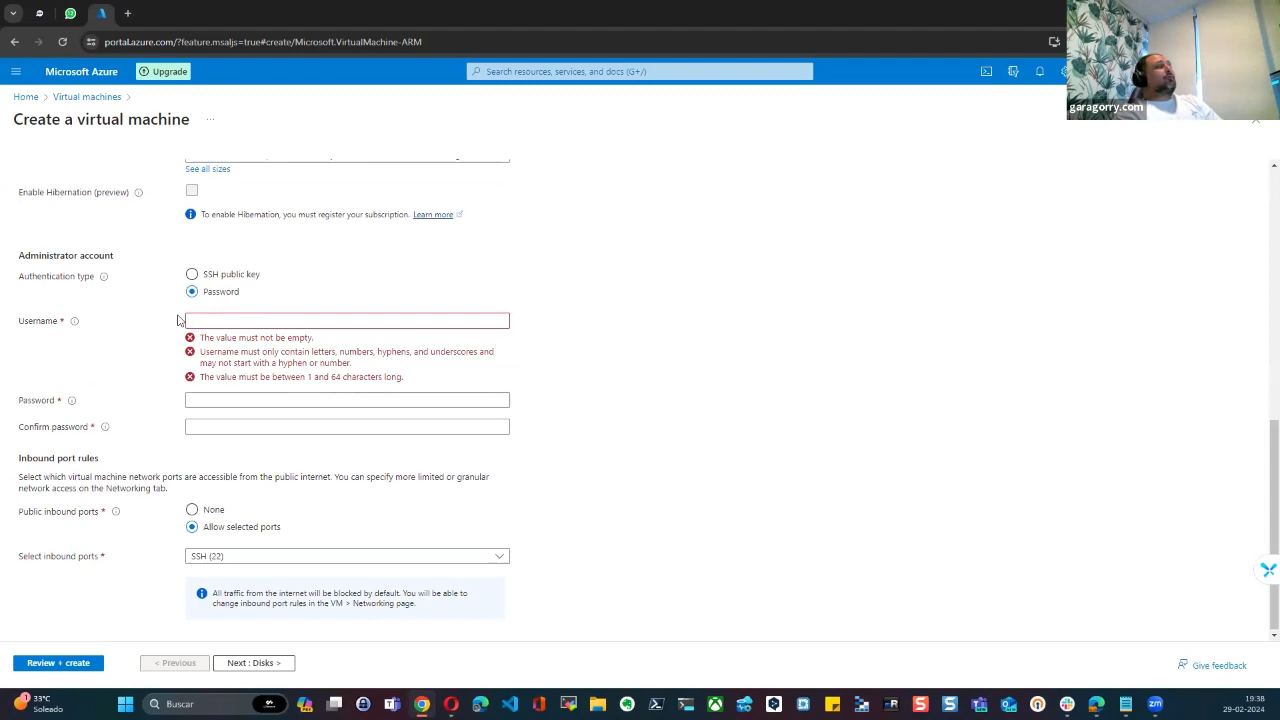 portal.azure.com/?feature.msaljs=true#create/Microsoft.VirtualMachine-ARM
Microsoft Azure
Upgrade
Search resources, services, and docs (G+/)
garagorry.com
Home > Virtual machines >
Create a virtual machine ...
See all sizes
Enable Hibernation (preview)
To enable Hibernation, you must register your subscription. Learn more
Administrator account
Authentication type
SSH public key
Password
Username *
The value must not be empty.
Username must only contain letters, numbers, hyphens, and underscores and
may not start with a hyphen or number.
The value must be between 1 and 64 characters long.
Password *
Confirm password *
Inbound port rules
Select which virtual machine network ports are accessible from the public internet. You can specify more limited or granular
network access on the Networking tab.
Public inbound ports *
None
Allow selected ports
Select inbound ports *
SSH (22)
All traffic from the internet will be blocked by default. You will be able to
change inbound port rules in the VM > Networking page.
Review + create
< Previous
Next : Disks >
Give feedback
33°C
Soleado
Buscar
19:38
29-02-2024